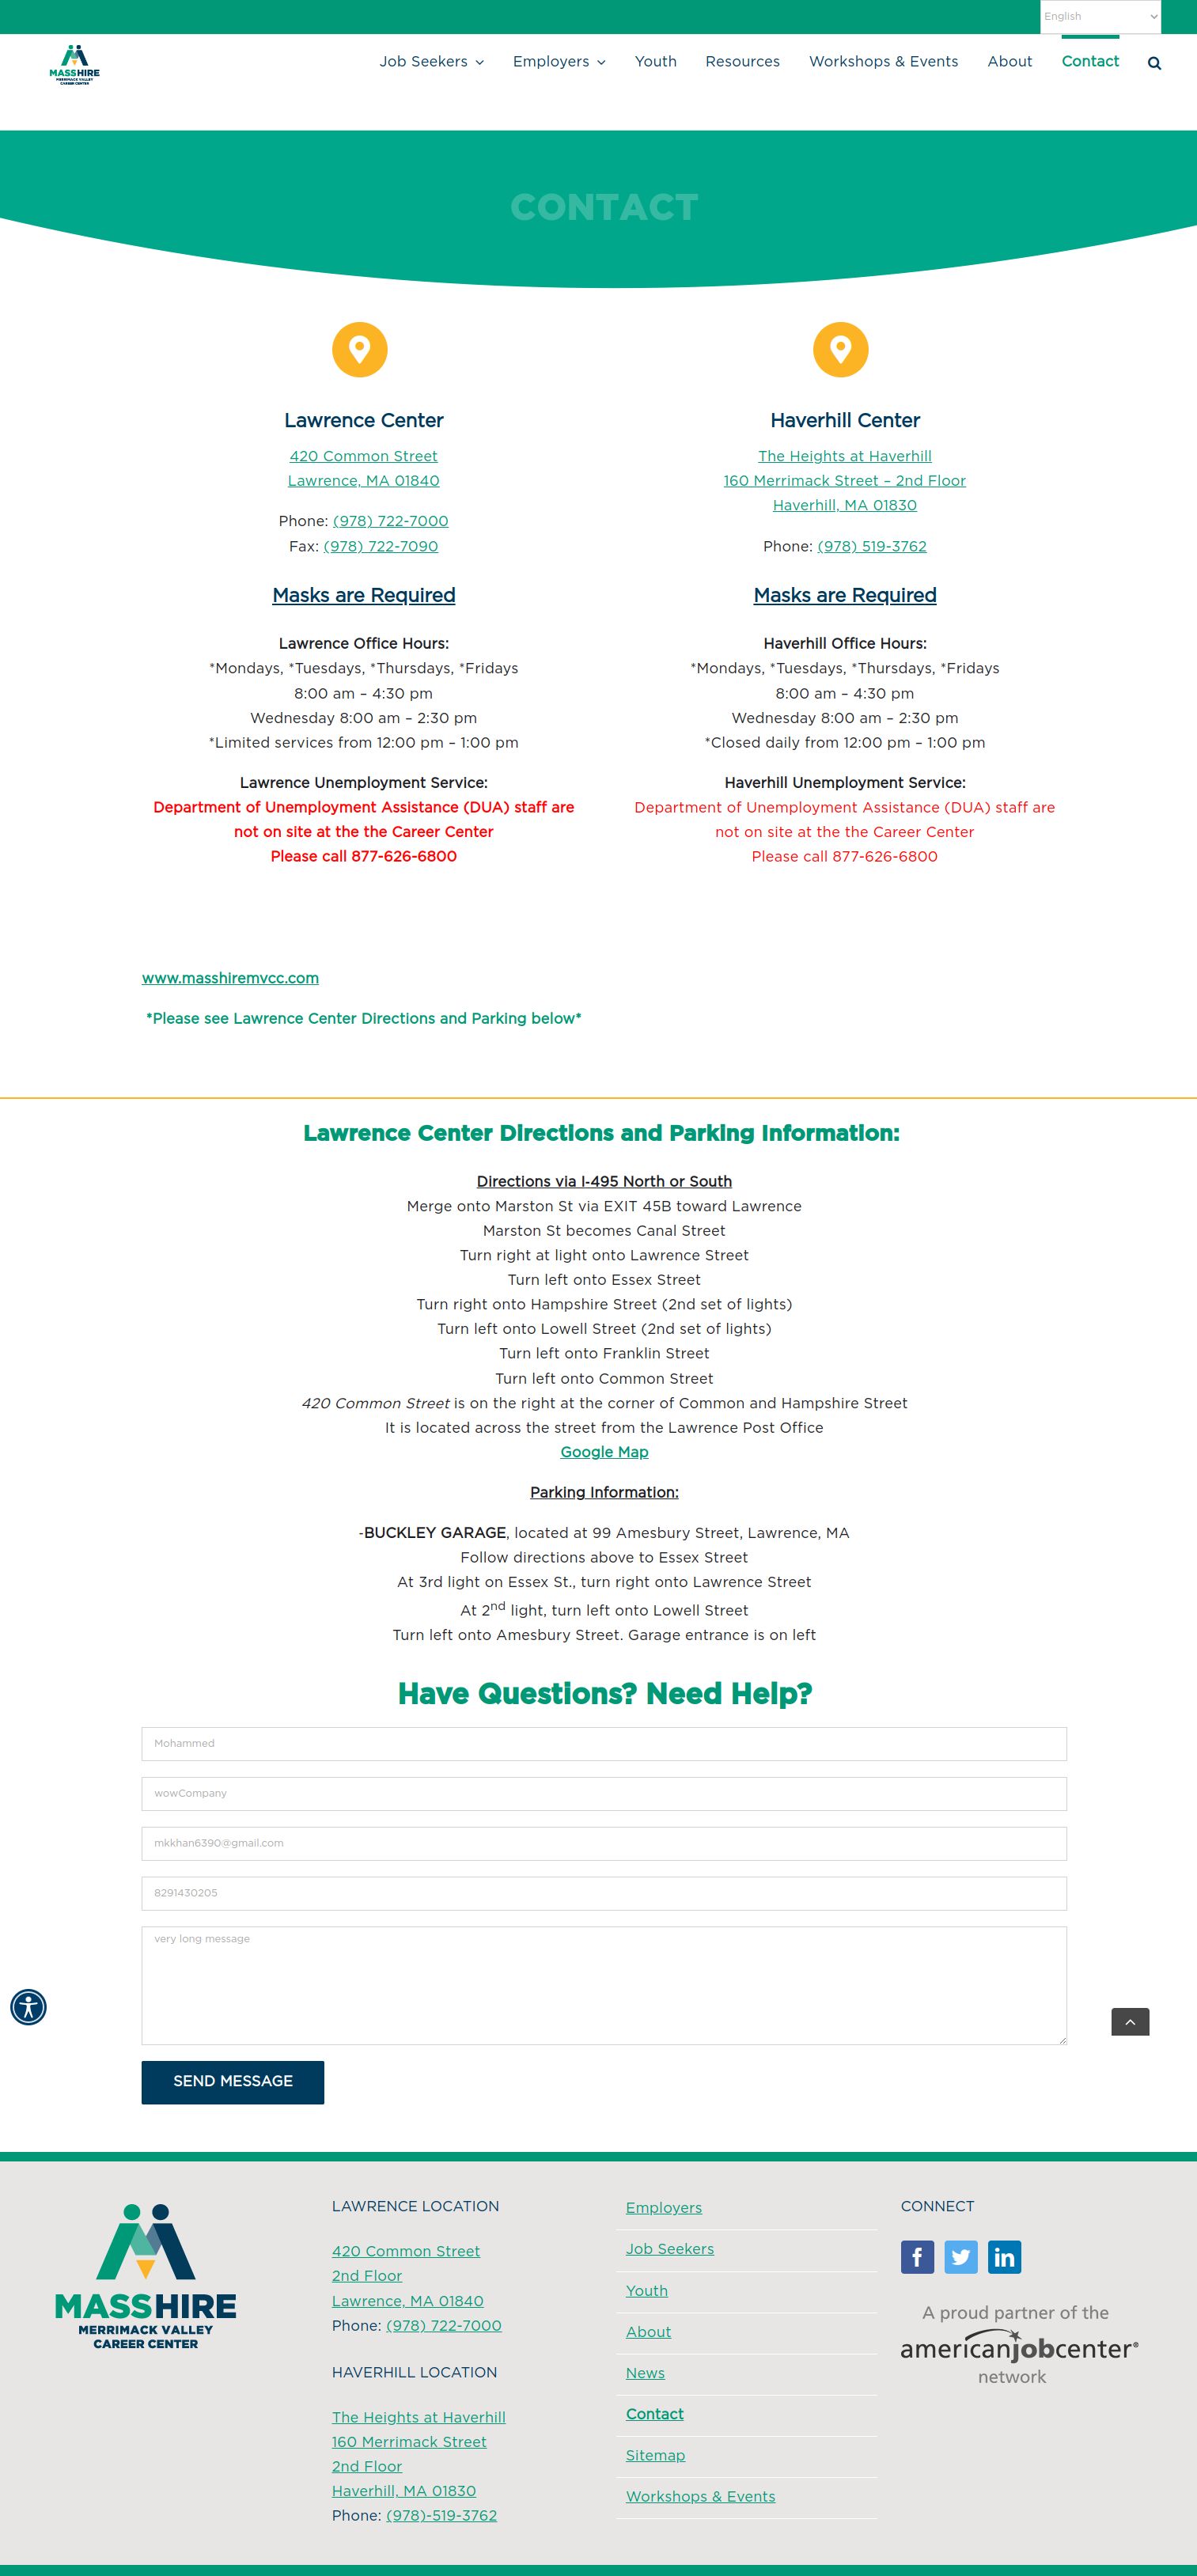 English
MASSHIRE
MERRIMACK VALLEY
CAREER CENTER
Job Seekers Employers Youth Resources Workshops & Events About Contact
CONTACT
Lawrence Center
420 Common Street
Lawrence, MA 01840
Phone: (978) 722-7000
Fax: (978) 722-7090
Masks are Required
Lawrence Office Hours:
*Mondays, *Tuesdays, *Thursdays, *Fridays
8:00 am – 4:30 pm
Wednesday 8:00 am – 2:30 pm
*Limited services from 12:00 pm – 1:00 pm
Lawrence Unemployment Service:
Department of Unemployment Assistance (DUA) staff are
not on site at the the Career Center
Please call 877-626-6800
Haverhill Center
The Heights at Haverhill
160 Merrimack Street – 2nd Floor
Haverhill, MA 01830
Phone: (978) 519-3762
Masks are Required
Haverhill Office Hours:
*Mondays, *Tuesdays, *Thursdays, *Fridays
8:00 am – 4:30 pm
Wednesday 8:00 am – 2:30 pm
*Closed daily from 12:00 pm – 1:00 pm
Haverhill Unemployment Service:
Department of Unemployment Assistance (DUA) staff are
not on site at the the Career Center
Please call 877-626-6800
www.masshiremvcc.com
*Please see Lawrence Center Directions and Parking below*
Lawrence Center Directions and Parking Information:
Directions via I-495 North or South
Merge onto Marston St via EXIT 45B toward Lawrence
Marston St becomes Canal Street
Turn right at light onto Lawrence Street
Turn left onto Essex Street
Turn right onto Hampshire Street (2nd set of lights)
Turn left onto Lowell Street (2nd set of lights)
Turn left onto Franklin Street
Turn left onto Common Street
420 Common Street is on the right at the corner of Common and Hampshire Street
It is located across the street from the Lawrence Post Office
Google Map
Parking Information:
-BUCKLEY GARAGE, located at 99 Amesbury Street, Lawrence, MA
Follow directions above to Essex Street
At 3rd light on Essex St., turn right onto Lawrence Street
At 2nd light, turn left onto Lowell Street
Turn left onto Amesbury Street. Garage entrance is on left
Have Questions? Need Help?
Mohammed
wowCompany
mkkhan6390@gmail.com
8291430205
very long message
SEND MESSAGE
MASSHIRE
MERRIMACK VALLEY
CAREER CENTER
LAWRENCE LOCATION
420 Common Street
2nd Floor
Lawrence, MA 01840
Phone: (978) 722-7000
HAVERHILL LOCATION
The Heights at Haverhill
160 Merrimack Street
2nd Floor
Haverhill, MA 01830
Phone: (978)-519-3762
Employers
Job Seekers
Youth
About
News
Contact
Sitemap
Workshops & Events
CONNECT
A proud partner of the
americanjobcenter®
network